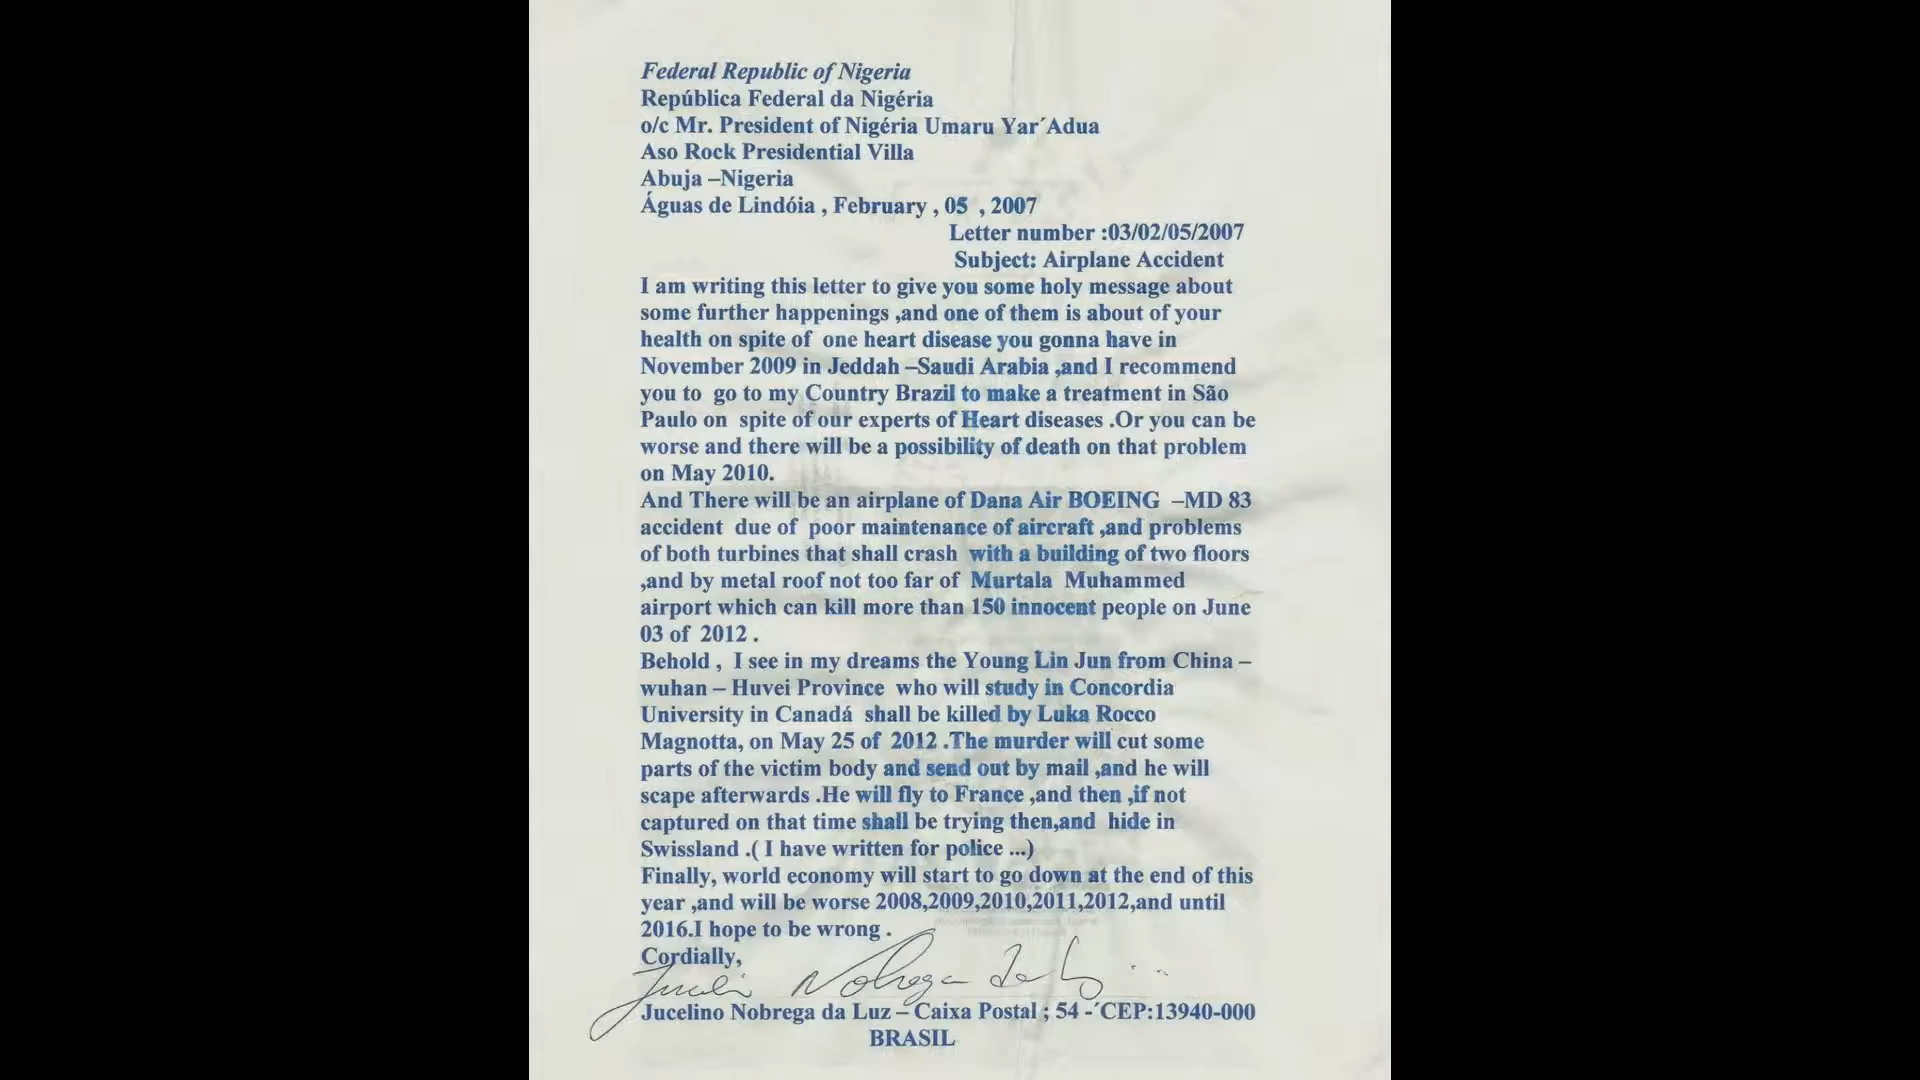 Federal Republic of Nigeria
República Federal da Nigéria
o/c Mr. President of Nigéria Umaru Yar´Adua
Aso Rock Presidential Villa
Abuja –Nigeria
Águas de Lindóia , February , 05 , 2007
Letter number :03/02/05/2007
Subject: Airplane Accident
I am writing this letter to give you some holy message about
some further happenings ,and one of them is about of your
health on spite of one heart disease you gonna have in
November 2009 in Jeddah –Saudi Arabia ,and I recommend
you to go to my Country Brazil to make a treatment in São
Paulo on spite of our experts of Heart diseases .Or you can be
worse and there will be a possibility of death on that problem
on May 2010.
And There will be an airplane of Dana Air BOEING –MD 83
accident due of poor maintenance of aircraft ,and problems
of both turbines that shall crash with a building of two floors
,and by metal roof not too far of Murtala Muhammed
airport which can kill more than 150 innocent people on June
03 of 2012 .
Behold , I see in my dreams the Young Lin Jun from China –
wuhan – Huvei Province who will study in Concordia
University in Canadá shall be killed by Luka Rocco
Magnotta, on May 25 of 2012 .The murder will cut some
parts of the victim body and send out by mail ,and he will
scape afterwards .He will fly to France ,and then ,if not
captured on that time shall be trying then,and hide in
Swissland .( I have written for police ...)
Finally, world economy will start to go down at the end of this
year ,and will be worse 2008,2009,2010,2011,2012,and until
2016.I hope to be wrong .
Cordially,
Jucelino Nobrega da Luz – Caixa Postal ; 54 -´CEP:13940-000
BRASIL